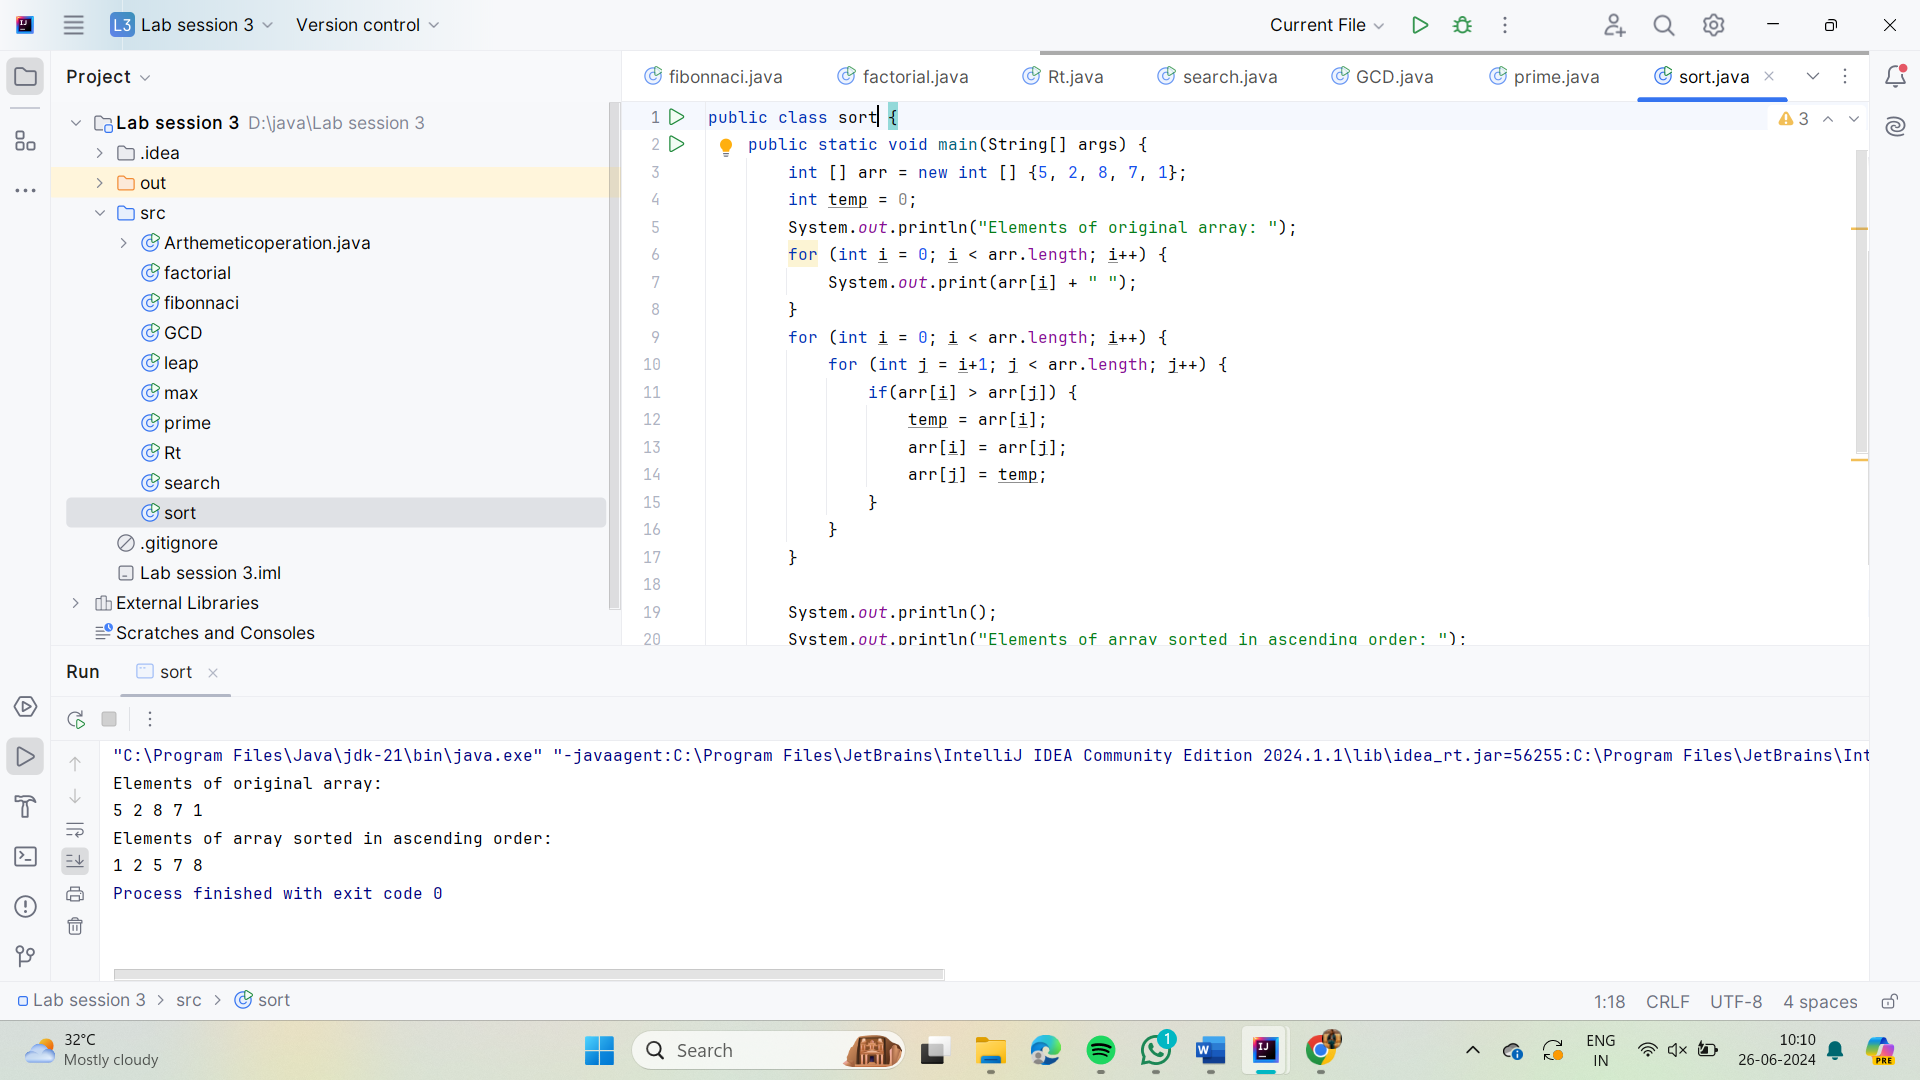 L3 Lab session 3 Version control Current File
Project
fibonnaci.java factorial.java Rt.java search.java GCD.java prime.java sort.java
Lab session 3 D:\java\Lab session 3
.idea
out
src
Arthemeticoperation.java
factorial
fibonnaci
GCD
leap
max
prime
Rt
search
sort
.gitignore
Lab session 3.iml
External Libraries
Scratches and Consoles
3
1 public class sort {
2 public static void main(String[] args) {
3 int [] arr = new int [] {5, 2, 8, 7, 1};
4 int temp = 0;
5 System.out.println("Elements of original array: ");
6 for (int i = 0; i < arr.length; i++) {
7 System.out.print(arr[i] + " ");
8 }
9 for (int i = 0; i < arr.length; i++) {
10 for (int j = i+1; j < arr.length; j++) {
11 if(arr[i] > arr[j]) {
12 temp = arr[i];
13 arr[i] = arr[j];
14 arr[j] = temp;
15 }
16 }
17 }
18
19 System.out.println();
20 System.out.println("Elements of array sorted in ascending order: ");
Run sort
"C:\Program Files\Java\jdk-21\bin\java.exe" "-javaagent:C:\Program Files\JetBrains\IntelliJ IDEA Community Edition 2024.1.1\lib\idea_rt.jar=56255:C:\Program Files\JetBrains\Int
Elements of original array:
5 2 8 7 1
Elements of array sorted in ascending order:
1 2 5 7 8
Process finished with exit code 0
Lab session 3 > src > sort 1:18 CRLF UTF-8 4 spaces
32°C
Mostly cloudy
Search
1
ENG
IN
10:10
26-06-2024
PRE